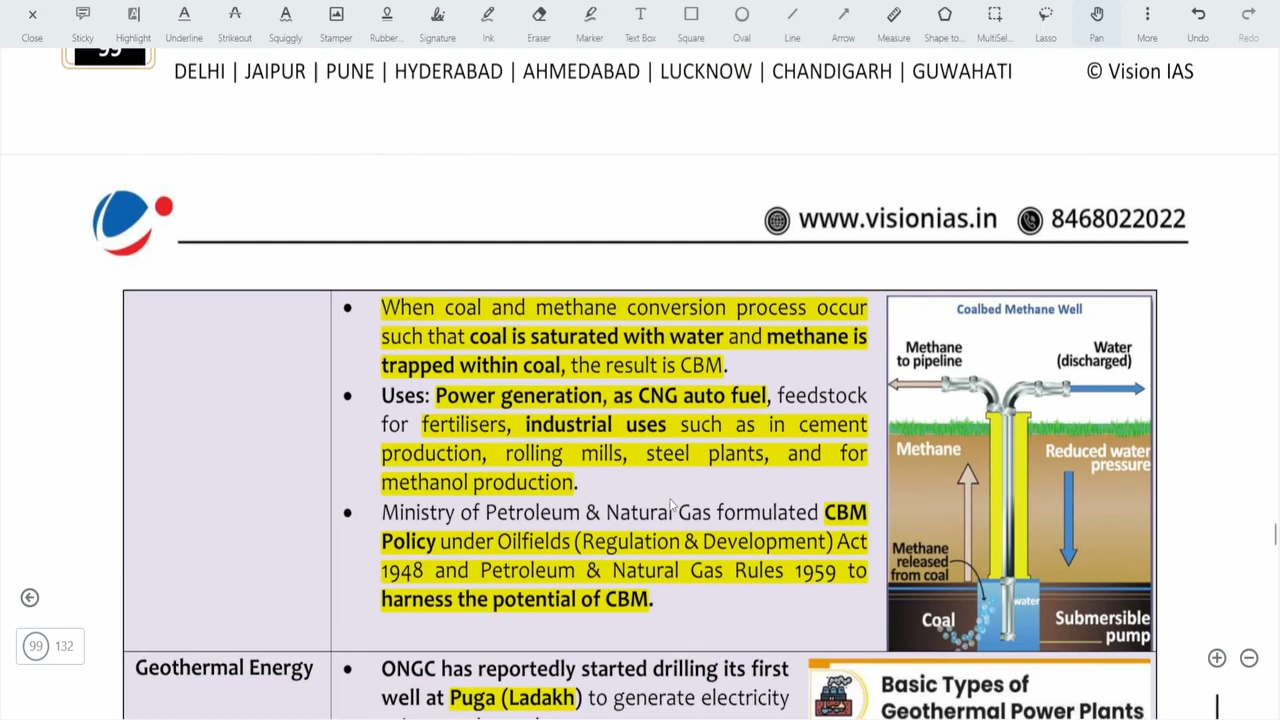 Close
Sticky
Highlight
Underline
Strikeout
Squiggly
Stamper
Rubber...
Signature
Ink
Eraser
Marker
Text Box
Square
Oval
Line
Arrow
Measure
Shape to...
MultiSel...
Lasso
Pan
More
Undo
Redo
99
DELHI | JAIPUR | PUNE | HYDERABAD | AHMEDABAD | LUCKNOW | CHANDIGARH | GUWAHATI
© Vision IAS
www.visionias.in
8468022022
• When coal and methane conversion process occur
such that coal is saturated with water and methane is
trapped within coal, the result is CBM.
• Uses: Power generation, as CNG auto fuel, feedstock
for fertilisers, industrial uses such as in cement
production, rolling mills, steel plants, and for
methanol production.
• Ministry of Petroleum & Natural Gas formulated CBM
Policy under Oilfields (Regulation & Development) Act
1948 and Petroleum & Natural Gas Rules 1959 to
harness the potential of CBM.
Coalbed Methane Well
Methane
to pipeline
Water
(discharged)
Methane
Reduced water
pressure
Methane
released
from coal
water
Coal
Submersible
pump
99 132
Geothermal Energy
• ONGC has reportedly started drilling its first
well at Puga (Ladakh) to generate electricity
Basic Types of
Geothermal Power Plants